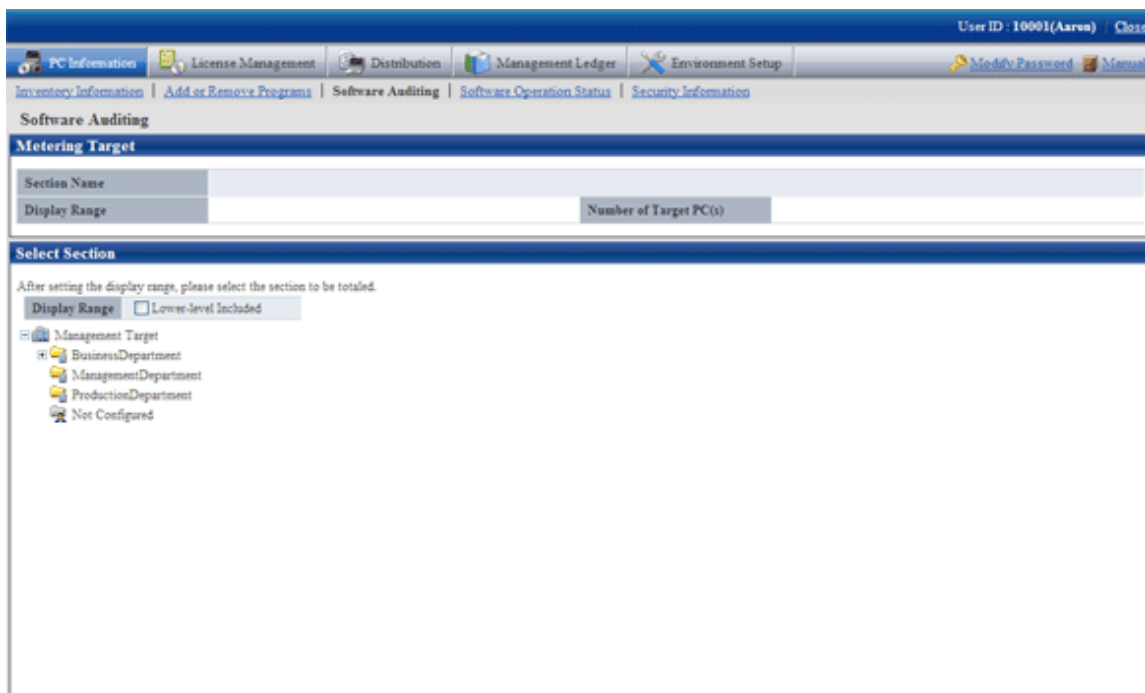 User ID : 10001(Aaron) Close
PC Information License Management Distribution Management Ledger Environment Setup Modify Password Manual
Inventory Information | Add or Remove Programs | Software Auditing | Software Operation Status | Security Information
Software Auditing
Metering Target
Section Name
Display Range Number of Target PC(s)
Select Section
After setting the display range, please select the section to be totaled.
Display Range Lower-level Included
Management Target
BusinessDepartment
ManagementDepartment
ProductionDepartment
Not Configured